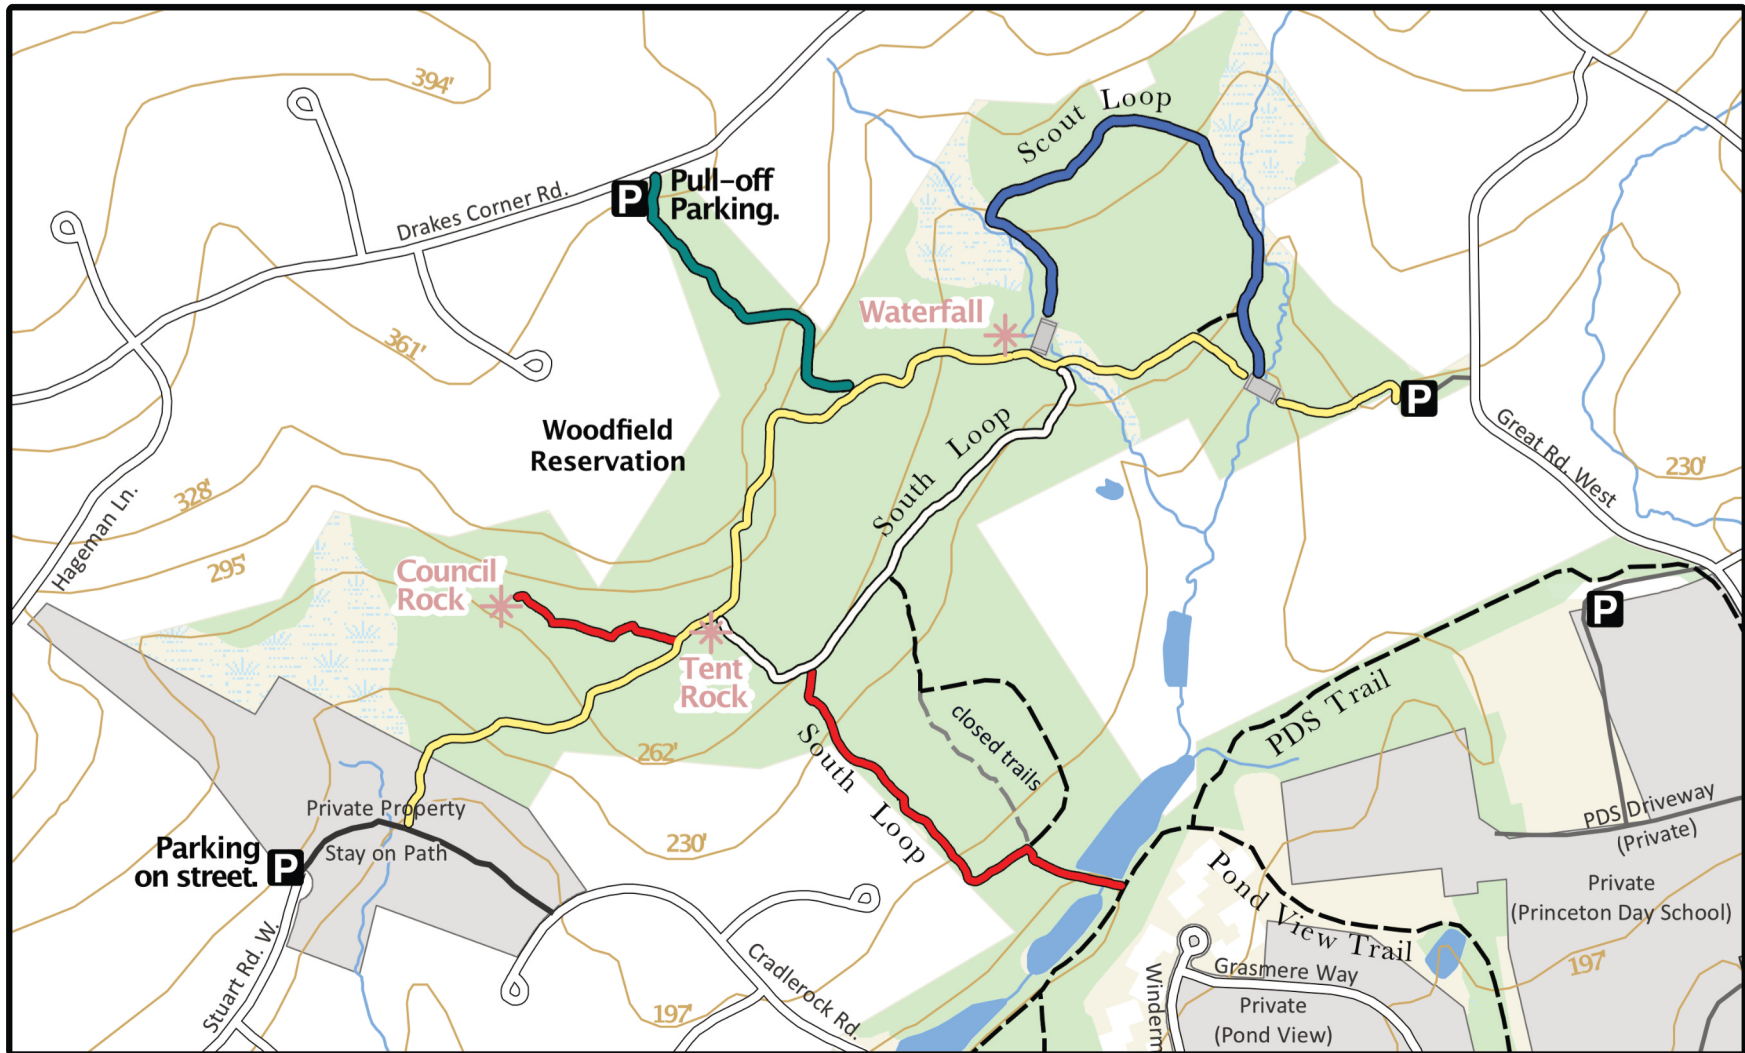 394'
Scout Loop
P
Pull-off
Parking.
Drakes Corner Rd.
361'
Waterfall
P
Woodfield
Reservation
South Loop
Great Rd. West
230'
328'
Hageman Ln.
295'
Council
Rock
Tent
Rock
P
PDS Trail
closed trails
262'
South Loop
Private Property
Stay on Path
Parking
on street.
P
230'
PDS Driveway
(Private)
Pond View Trail
Private
(Princeton Day School)
Stuart Rd. W.
Cradlerock Rd.
197'
Grasmere Way
197'
Winderm
Private
(Pond View)